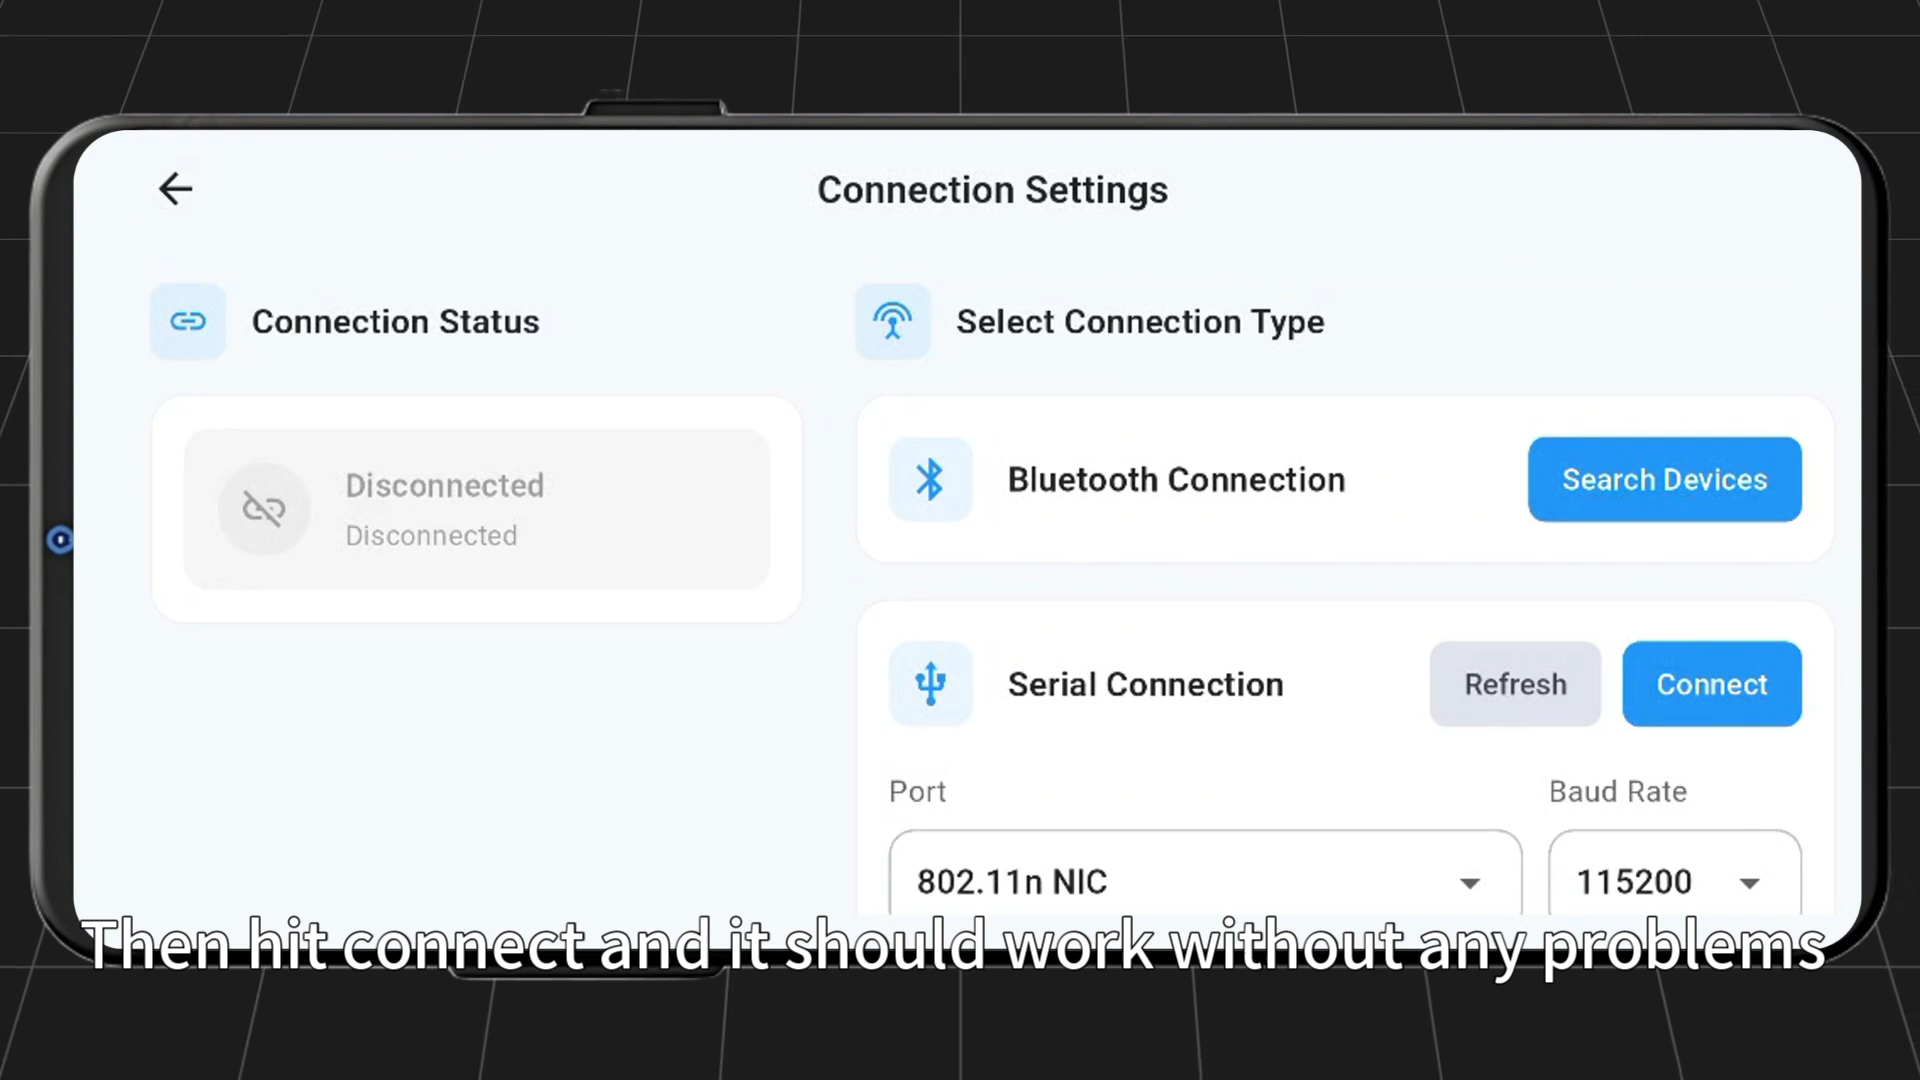 Connection Settings
Connection Status
Select Connection Type
Disconnected
Disconnected
Bluetooth Connection
Search Devices
Serial Connection
Refresh
Connect
Port
Baud Rate
802.11n NIC
115200
Then hit connect and it should work without any problems